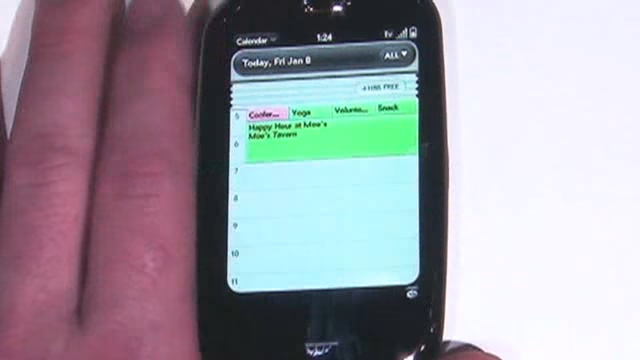 Calendar 1:24 Ev
Today, Fri Jan 8 ALL
4 HRS FREE
5 Confer... Yoga Volunte... Snack
Happy Hour at Moe's
Moe's Tavern
6
7
8
9
10
11